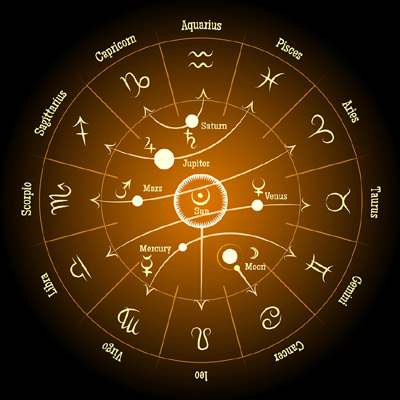 Aquarius
Pisces
Aries
Taurus
Gemini
Cancer
leo
Virgo
Libra
Scorpio
Sagittarius
Capricorn
Saturn
Jupiter
Mars
Sun
Venus
Mercury
Moon